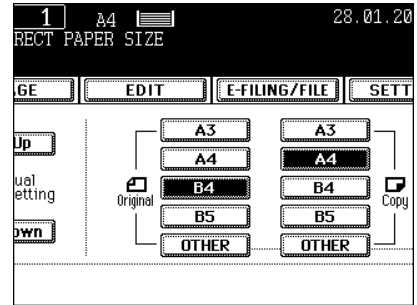 1 A4 28.01.20
RECT PAPER SIZE
GE EDIT E-FILING/FILE SETT
Up
ual
etting
own
Original
A3
A4
B4
B5
OTHER
A3
A4
B4
B5
OTHER
Copy